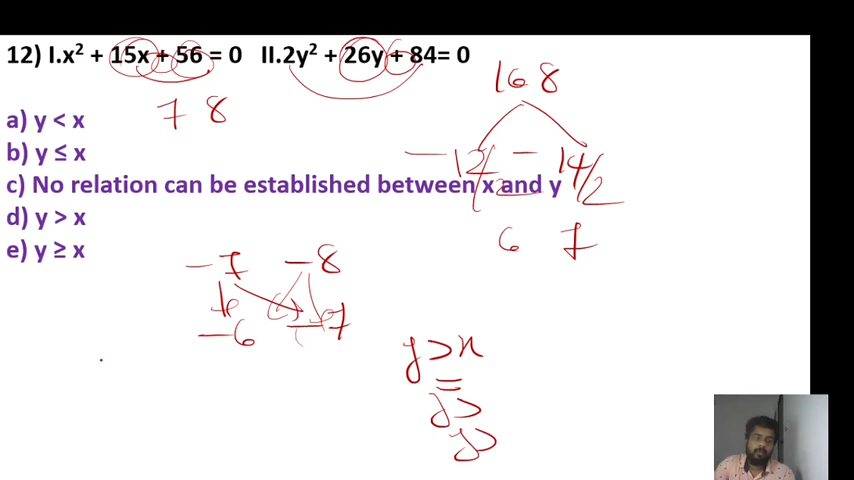 12) I.x² + 15x + 56 = 0 II.2y² + 26y + 84= 0
168
7 8
a) y < x
b) y ≤ x
-12/2 -14/2
c) No relation can be established between x and y
d) y > x
6 7
e) y ≥ x
-7 -8
-6 -7
y>x
=
y>
y>